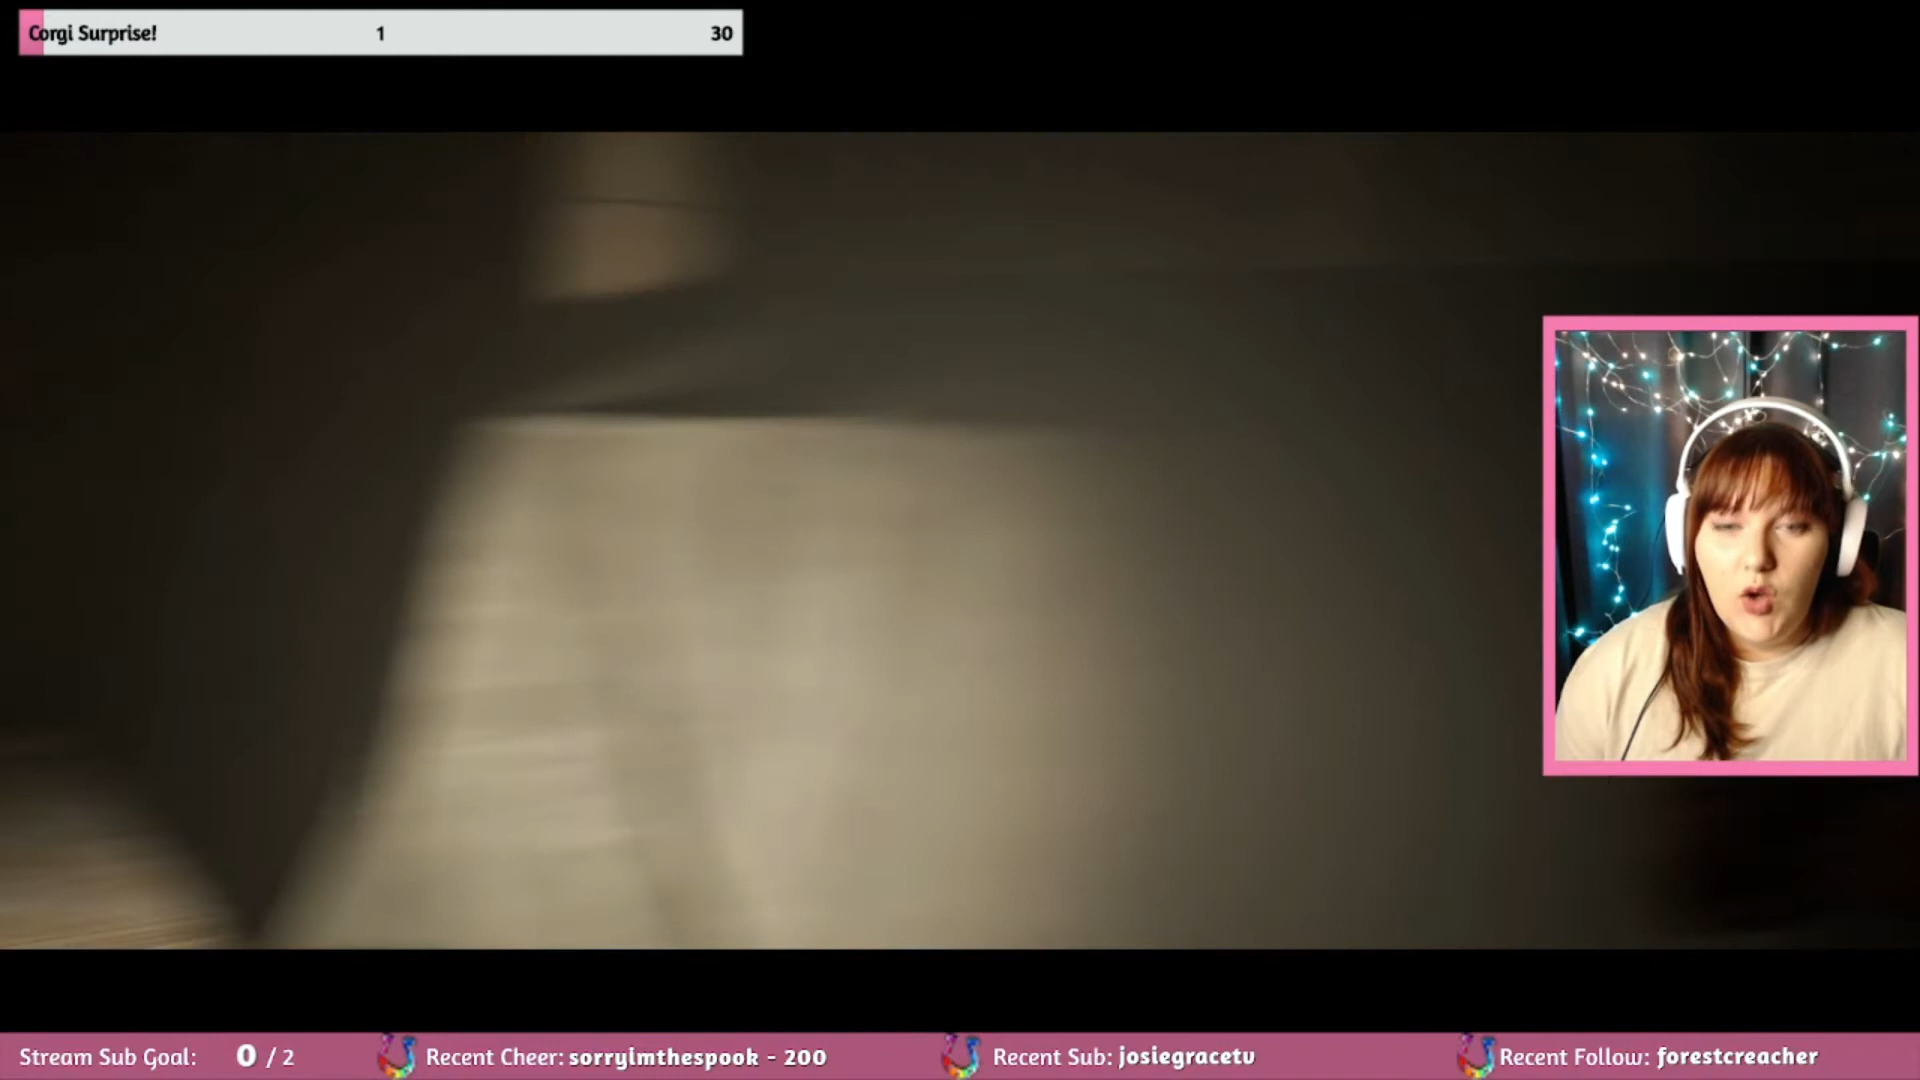 Corgi Surprise! 1 30
Stream Sub Goal: 0 / 2 Recent Cheer: sorryimthespook - 200 Recent Sub: josiegracetv Recent Follow: forestcreacher